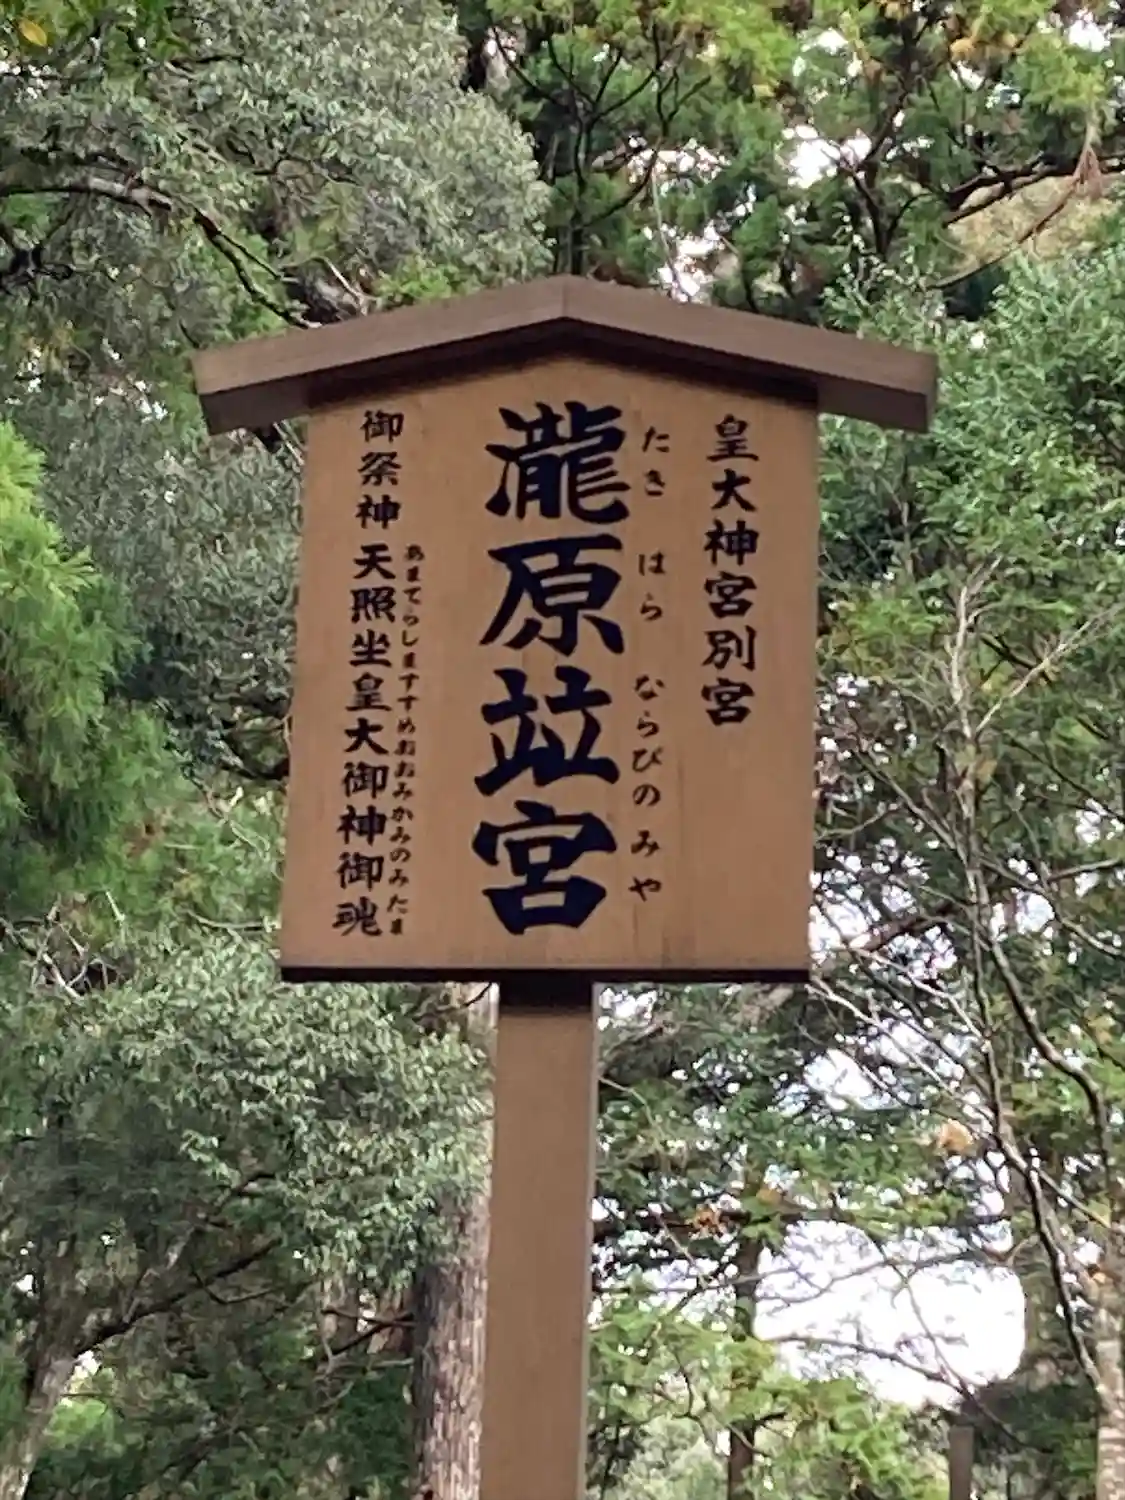 皇大神宮別宮
たきはらならびのみや
瀧原竝宮
あまてらしますすめおおみかみのみたま
御祭神 天照坐皇大御神御魂